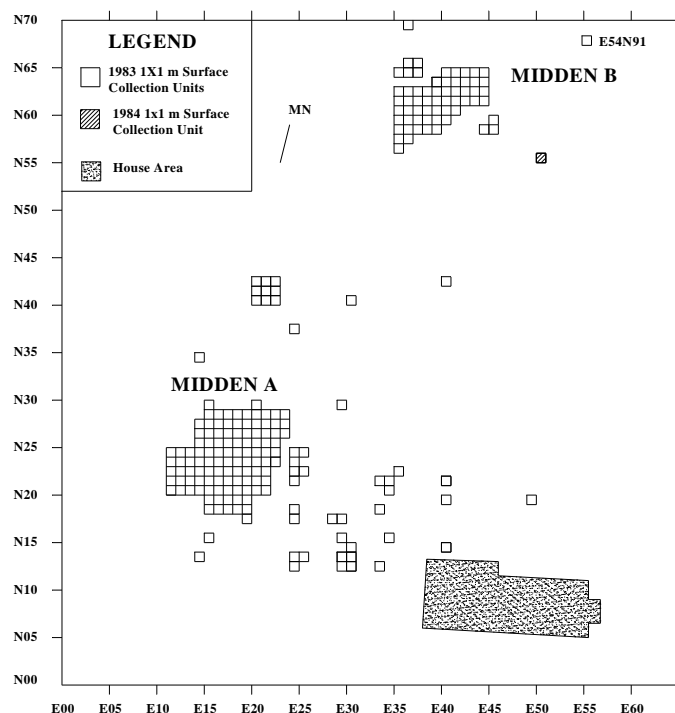 N70
N65
N60
N55
N50
N45
N40
N35
N30
N25
N20
N15
N10
N05
N00
LEGEND
1983 1X1 m Surface
Collection Units
1984 1x1 m Surface
Collection Unit
House Area
MN
E54N91
MIDDEN B
MIDDEN A
E00 E05 E10 E15 E20 E25 E30 E35 E40 E45 E50 E55 E60